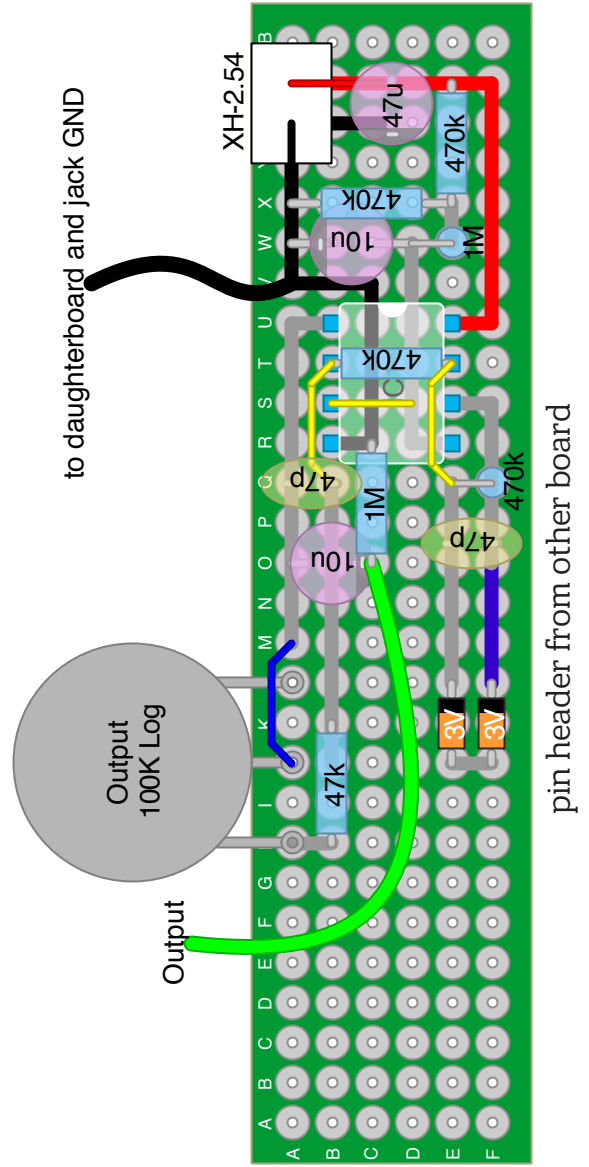 to daughterboard and jack GND
XH-2.54
47u
470k
470k
10u
1M
470k
C
47p
1M
470k
10u
47p
Output
100K Log
3V
3V
47k
Output
pin header from other board
B
X
W
V
U
T
S
R
Q
P
O
N
M
K
I
G
F
E
D
C
B
A
A
B
C
D
E
F